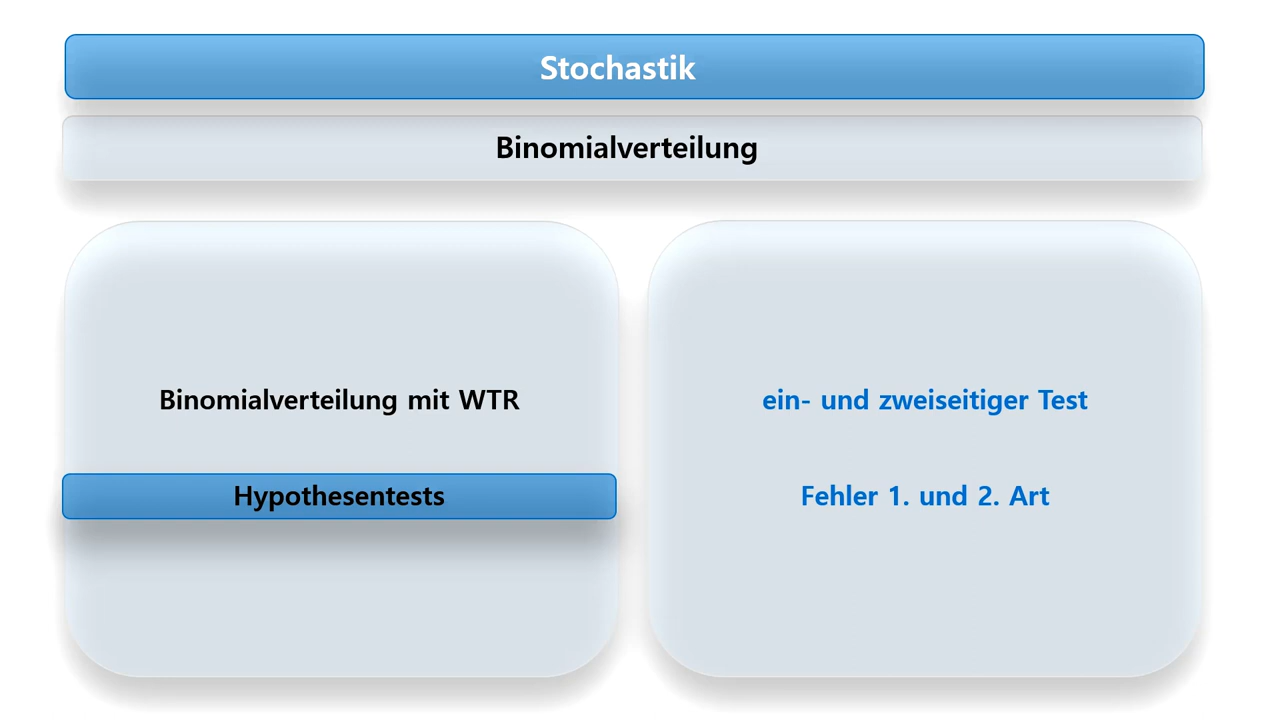 Stochastik
Binomialverteilung
Binomialverteilung mit WTR
Hypothesentests
ein- und zweiseitiger Test
Fehler 1. und 2. Art